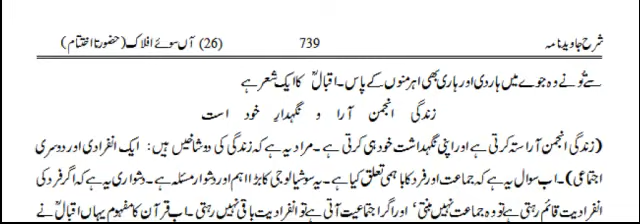 شرح جاوید نامہ 739 (26) آں سوئے افلاک (حضور تا اختتام)
سے تُو نے وہ جوے میں ہار دی اور ہاری بھی اہرمنوں کے پاس۔ اقبالؒ کا ایک شعر ہے
زندگی انجمن آرا و نگہدارِ خود است
(زندگی انجمن آراستہ کرتی ہے اور اپنی نگہداشت خود ہی کرتی ہے۔ مراد یہ ہے کہ زندگی کی دو شاخیں ہیں: ایک انفرادی اور دوسری
اجتماعی)۔ اب سوال یہ ہے کہ جماعت اور فرد کا باہمی تعلق کیا ہے۔ یہ سوشیالوجی کا بڑا اہم اور دشوار مسئلہ ہے۔ دشواری یہ ہے کہ اگر فرد کی
انفرادیت قائم رہتی ہے تو وہ جماعت نہیں بنتی‘ اور اگر اجتماعیت آتی ہے تو انفرادیت باقی نہیں رہتی۔ اب قرآن کا مفہوم یہاں اقبالؒ نے